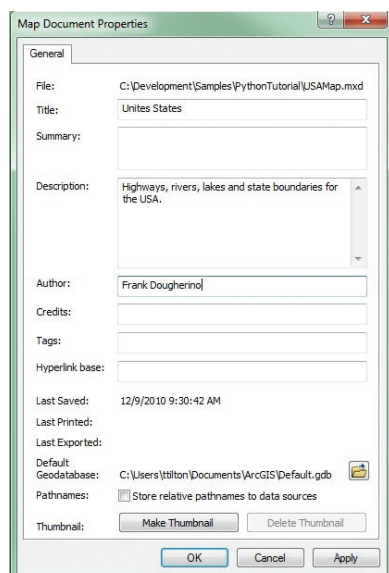 Map Document Properties
General
File: C:\Development\Samples\PythonTutorial\USAMap.mxd
Title: Unites States
Summary:
Description: Highways, rivers, lakes and state boundaries for
the USA.
Author: Frank Dougherino
Credits:
Tags:
Hyperlink base:
Last Saved: 12/9/2010 9:30:42 AM
Last Printed:
Last Exported:
Default
Geodatabase: C:\Users\ttilton\Documents\ArcGIS\Default.gdb
Pathnames: Store relative pathnames to data sources
Thumbnail: Make Thumbnail Delete Thumbnail
OK Cancel Apply